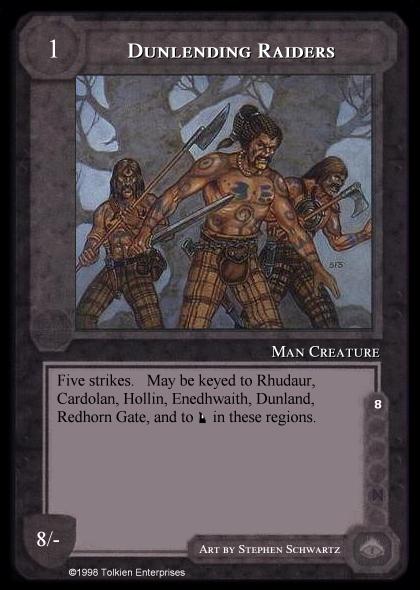 1
DUNLENDING RAIDERS
SFS
MAN CREATURE
Five strikes. May be keyed to Rhudaur,
Cardolan, Hollin, Enedhwaith, Dunland,
Redhorn Gate, and to in these regions.
8
N
8/-
ART BY STEPHEN SCHWARTZ
©1998 Tolkien Enterprises